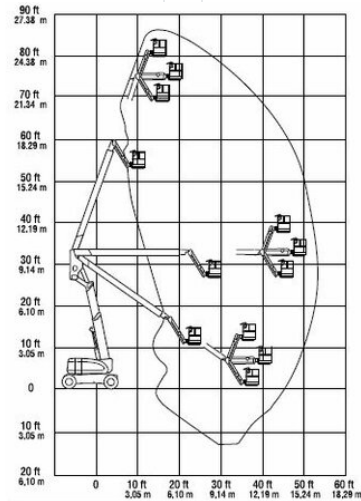 90 ft
27.38 m
80 ft
24.38 m
70 ft
21.34 m
60 ft
18.29 m
50 ft
15.24 m
40 ft
12.19 m
30 ft
9.14 m
20 ft
6.10 m
10 ft
3.05 m
0
10 ft
3.05 m
20 ft
6,10 m
0 10 ft 20 ft 30 ft 40 ft 50 ft 60 ft
3,05 m 6,10 m 9,14 m 12,19 m 15,24 m 18,29 m